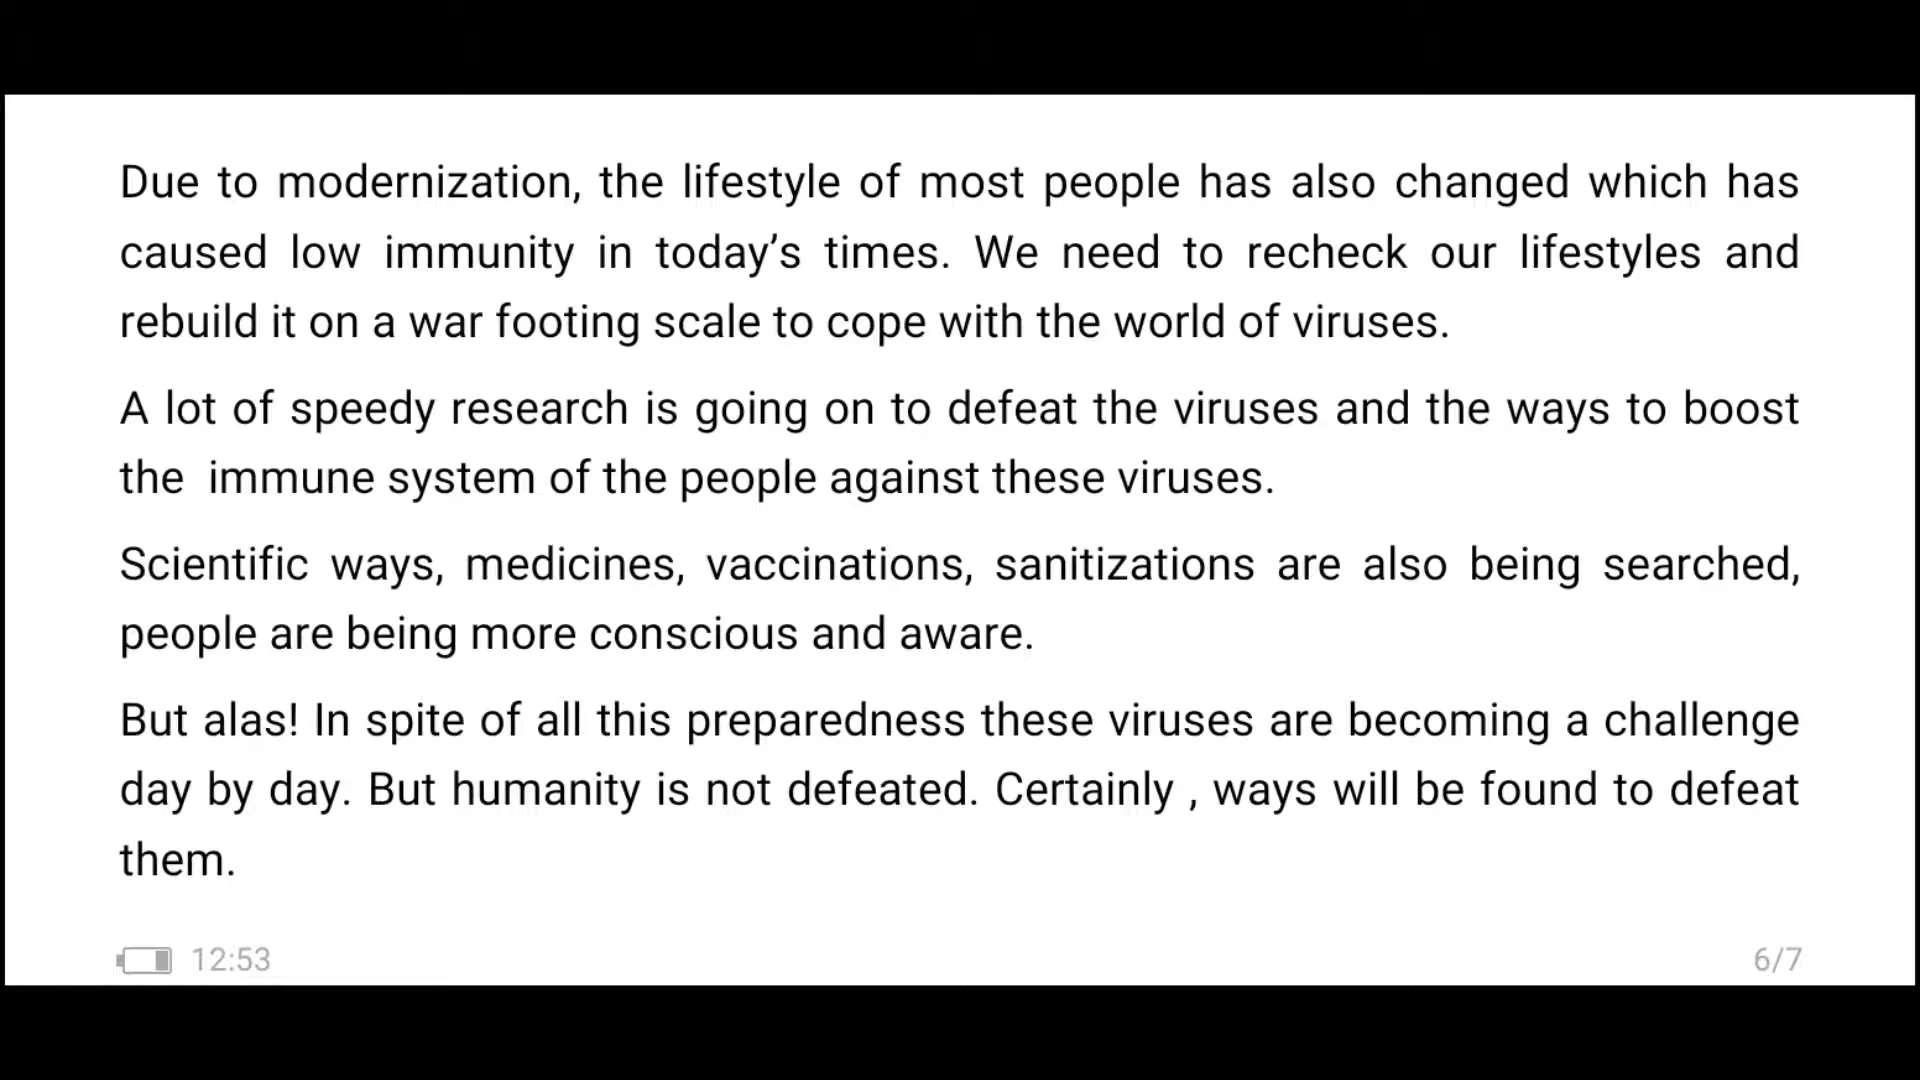 Due to modernization, the lifestyle of most people has also changed which has
caused low immunity in today’s times. We need to recheck our lifestyles and
rebuild it on a war footing scale to cope with the world of viruses.
A lot of speedy research is going on to defeat the viruses and the ways to boost
the  immune system of the people against these viruses.
Scientific ways, medicines, vaccinations, sanitizations are also being searched,
people are being more conscious and aware.
But alas! In spite of all this preparedness these viruses are becoming a challenge
day by day. But humanity is not defeated. Certainly , ways will be found to defeat
them.
12:53
6/7